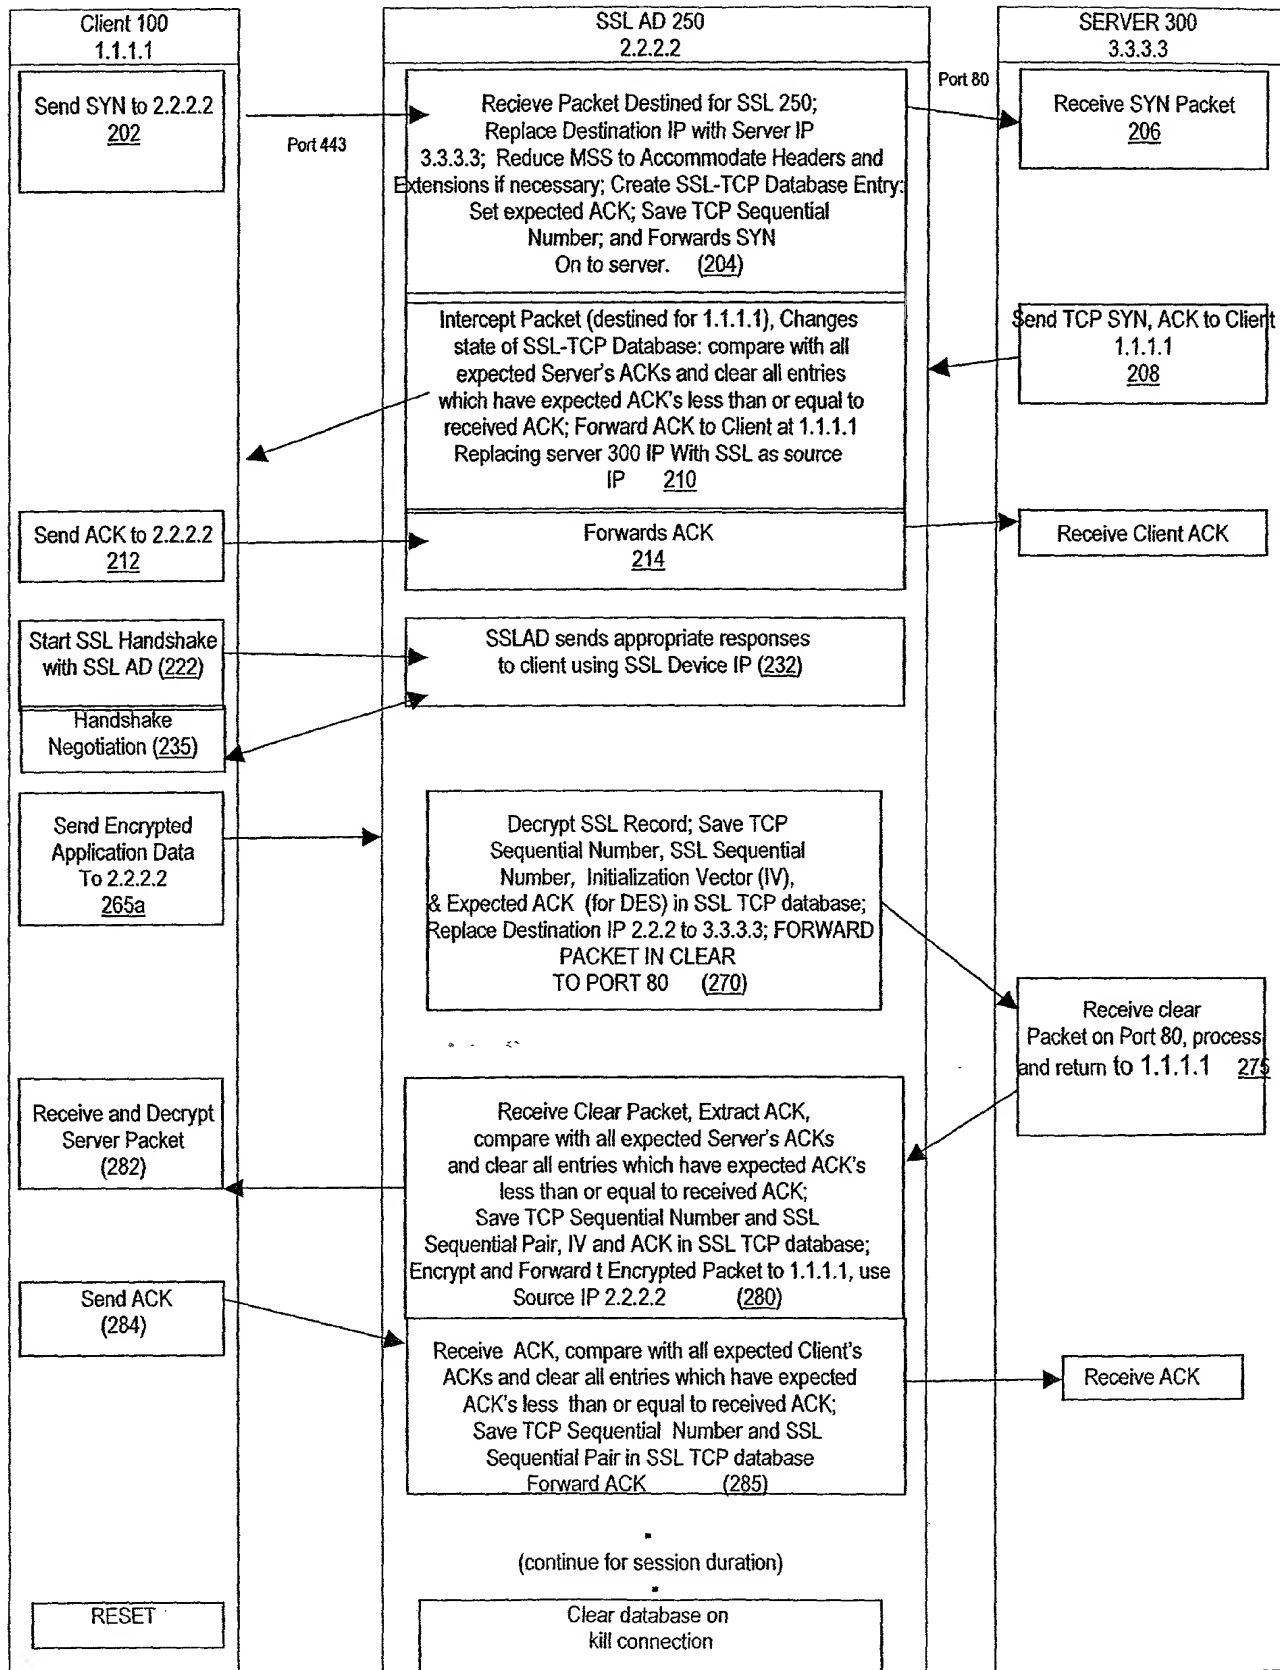 Client 100
1.1.1.1
SSL AD 250
2.2.2.2
SERVER 300
3.3.3.3
Send SYN to 2.2.2.2
202
Port 443
Recieve Packet Destined for SSL 250;
Replace Destination IP with Server IP
3.3.3.3; Reduce MSS to Accommodate Headers and
Extensions if necessary; Create SSL-TCP Database Entry:
Set expected ACK; Save TCP Sequential
Number; and Forwards SYN
On to server. (204)
Port 80
Receive SYN Packet
206
Intercept Packet (destined for 1.1.1.1), Changes
state of SSL-TCP Database: compare with all
expected Server's ACKs and clear all entries
which have expected ACK's less than or equal to
received ACK; Forward ACK to Client at 1.1.1.1
Replacing server 300 IP With SSL as source
IP 210
Send TCP SYN, ACK to Client
1.1.1.1
208
Send ACK to 2.2.2.2
212
Forwards ACK
214
Receive Client ACK
Start SSL Handshake
with SSL AD (222)
SSLAD sends appropriate responses
to client using SSL Device IP (232)
Handshake
Negotiation (235)
Send Encrypted
Application Data
To 2.2.2.2
265a
Decrypt SSL Record; Save TCP
Sequential Number, SSL Sequential
Number, Initialization Vector (IV),
& Expected ACK (for DES) in SSL TCP database;
Replace Destination IP 2.2.2 to 3.3.3.3; FORWARD
PACKET IN CLEAR
TO PORT 80 (270)
Receive clear
Packet on Port 80, process
and return to 1.1.1.1 275
Receive and Decrypt
Server Packet
(282)
Receive Clear Packet, Extract ACK,
compare with all expected Server's ACKs
and clear all entries which have expected ACK's
less than or equal to received ACK;
Save TCP Sequential Number and SSL
Sequential Pair, IV and ACK in SSL TCP database;
Encrypt and Forward t Encrypted Packet to 1.1.1.1, use
Source IP 2.2.2.2 (280)
Send ACK
(284)
Receive ACK, compare with all expected Client's
ACKs and clear all entries which have expected
ACK's less than or equal to received ACK;
Save TCP Sequential Number and SSL
Sequential Pair in SSL TCP database
Forward ACK (285)
Receive ACK
(continue for session duration)
RESET
Clear database on
kill connection